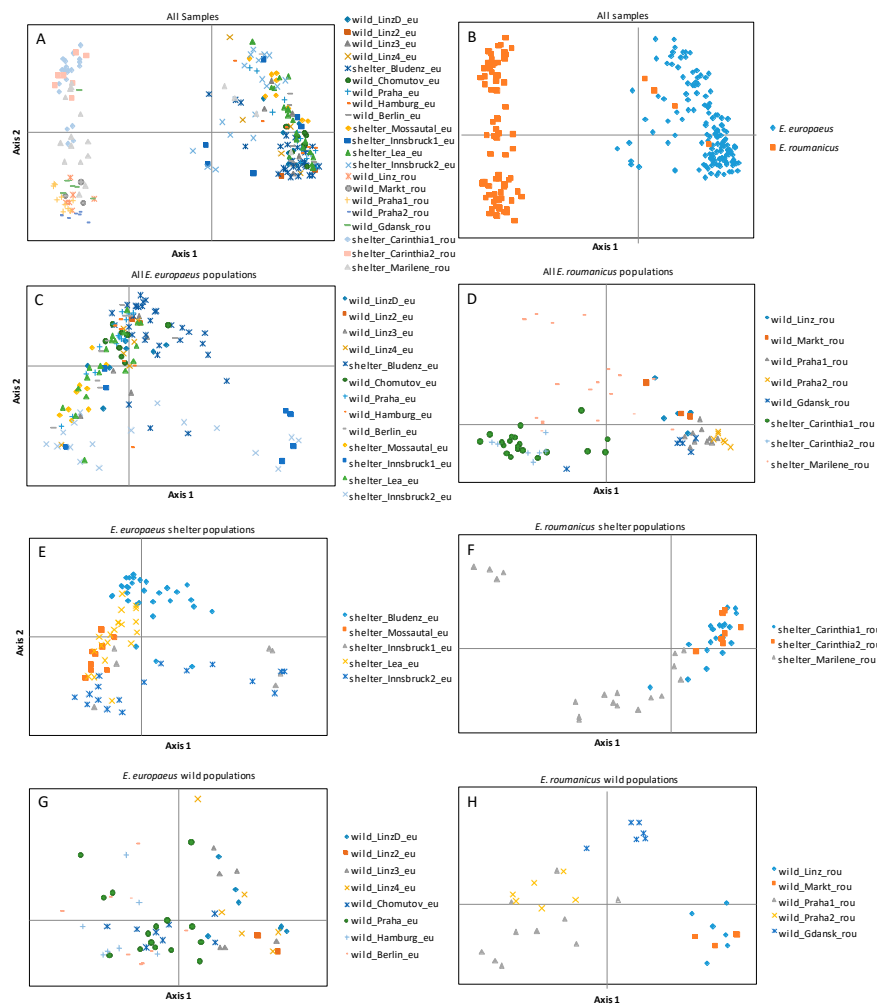 All Samples
A
Axis 2
Axis 1
wild_LinzD_eu
wild_Linz2_eu
wild_Linz3_eu
wild_Linz4_eu
shelter_Bludenz_eu
wild_Chomutov_eu
wild_Praha_eu
wild_Hamburg_eu
wild_Berlin_eu
shelter_Mossautal_eu
shelter_Innsbruck1_eu
shelter_Lea_eu
shelter_Innsbruck2_eu
wild_Linz_rou
wild_Markt_rou
wild_Praha1_rou
wild_Praha2_rou
wild_Gdansk_rou
shelter_Carinthia1_rou
shelter_Carinthia2_rou
shelter_Marilene_rou
All samples
B
Axis 1
E. europaeus
E. roumanicus
All E. europaeus populations
C
Axis 2
Axis 1
wild_LinzD_eu
wild_Linz2_eu
wild_Linz3_eu
wild_Linz4_eu
shelter_Bludenz_eu
wild_Chomutov_eu
wild_Praha_eu
wild_Hamburg_eu
wild_Berlin_eu
shelter_Mossautal_eu
shelter_Innsbruck1_eu
shelter_Lea_eu
shelter_Innsbruck2_eu
All E. roumanicus populations
D
Axis 1
wild_Linz_rou
wild_Markt_rou
wild_Praha1_rou
wild_Praha2_rou
wild_Gdansk_rou
shelter_Carinthia1_rou
shelter_Carinthia2_rou
shelter_Marilene_rou
E. europaeus shelter populations
E
Axis 2
Axis 1
shelter_Bludenz_eu
shelter_Mossautal_eu
shelter_Innsbruck1_eu
shelter_Lea_eu
shelter_Innsbruck2_eu
E. roumanicus shelter populations
F
Axis 1
shelter_Carinthia1_rou
shelter_Carinthia2_rou
shelter_Marilene_rou
E. europaeus wild populations
G
Axis 1
wild_LinzD_eu
wild_Linz2_eu
wild_Linz3_eu
wild_Linz4_eu
wild_Chomutov_eu
wild_Praha_eu
wild_Hamburg_eu
wild_Berlin_eu
E. roumanicus wild populations
H
Axis 1
wild_Linz_rou
wild_Markt_rou
wild_Praha1_rou
wild_Praha2_rou
wild_Gdansk_rou